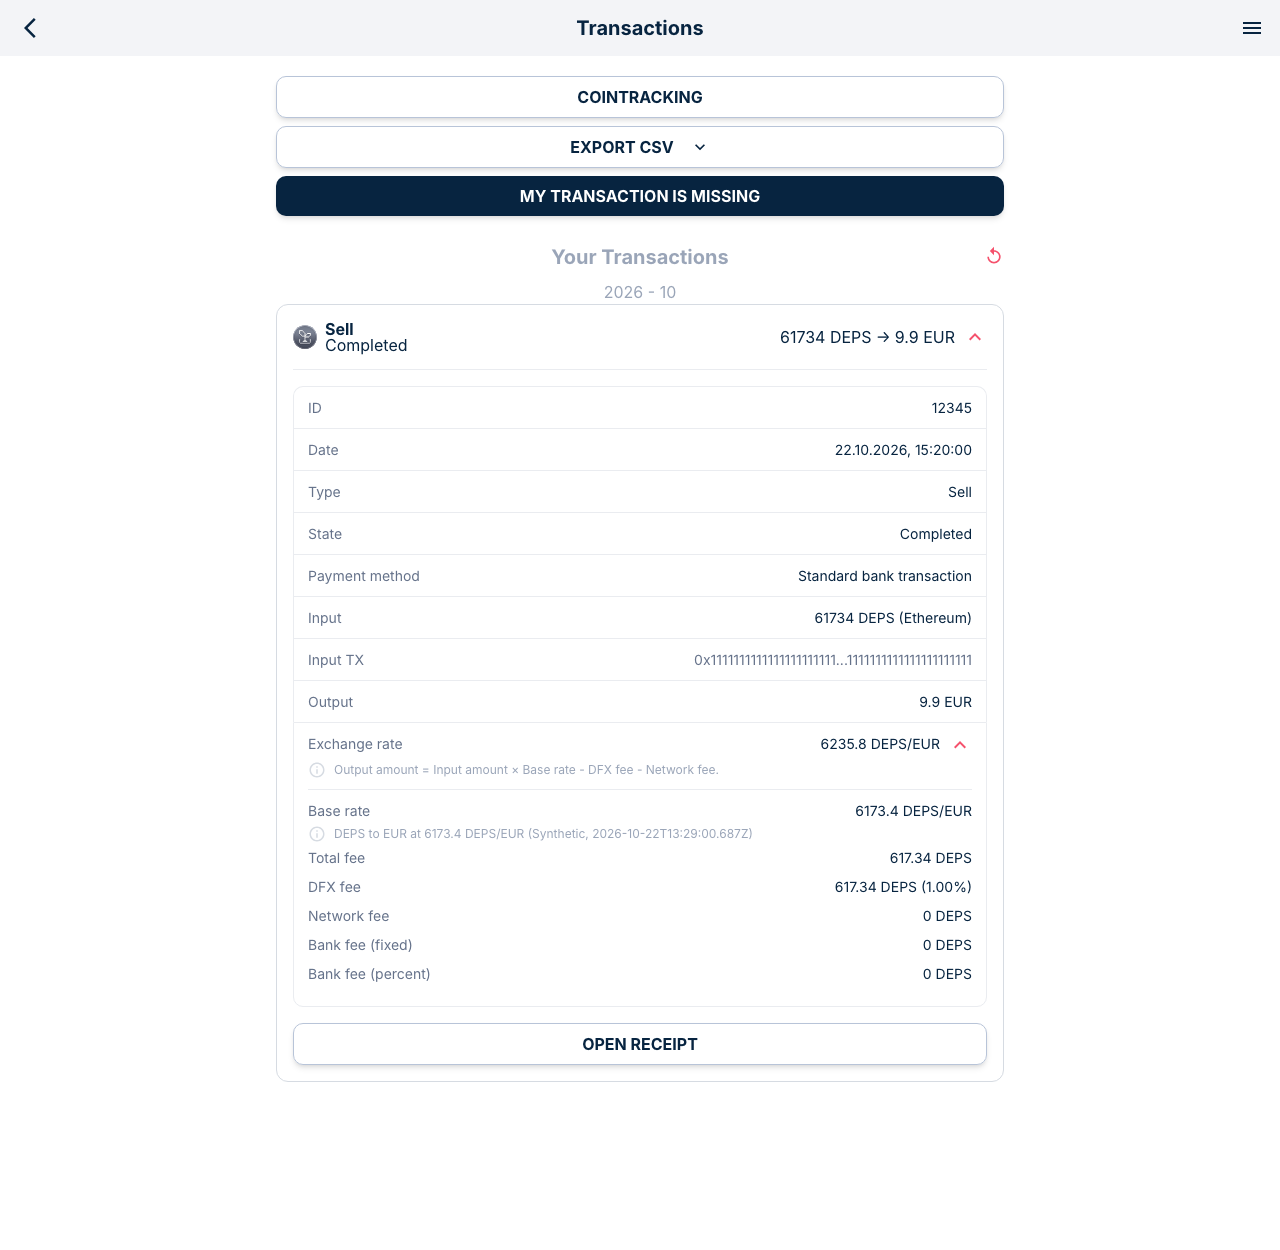 Transactions
COINTRACKING
EXPORT CSV
MY TRANSACTION IS MISSING
Your Transactions
2026 - 10
Sell
Completed
61734 DEPS → 9.9 EUR
ID 12345
Date 22.10.2026, 15:20:00
Type Sell
State Completed
Payment method Standard bank transaction
Input 61734 DEPS (Ethereum)
Input TX 0x1111111111111111111111...1111111111111111111111
Output 9.9 EUR
Exchange rate 6235.8 DEPS/EUR
Output amount = Input amount × Base rate - DFX fee - Network fee.
Base rate 6173.4 DEPS/EUR
DEPS to EUR at 6173.4 DEPS/EUR (Synthetic, 2026-10-22T13:29:00.687Z)
Total fee 617.34 DEPS
DFX fee 617.34 DEPS (1.00%)
Network fee 0 DEPS
Bank fee (fixed) 0 DEPS
Bank fee (percent) 0 DEPS
OPEN RECEIPT